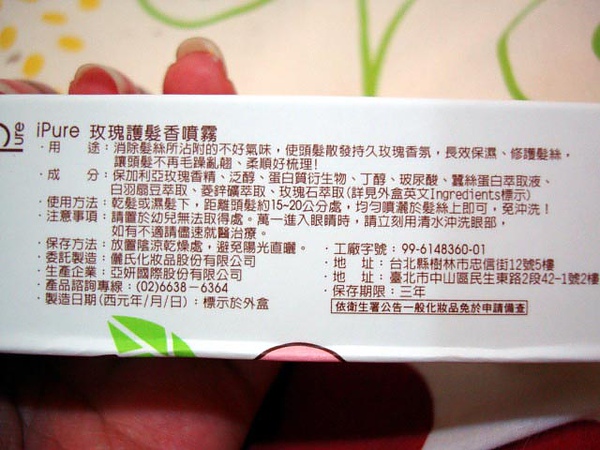 ure
iPure 玫瑰護髮香噴霧
·用　　途:消除髮絲所沾附的不好氣味，使頭髮散發持久玫瑰香氛，長效保濕、修護髮絲，
讓頭髮不再毛躁亂翹、柔順好梳理!
·成　　分:保加利亞玫瑰香精、泛醇、蛋白質衍生物、丁醇、玻尿酸、蠶絲蛋白萃取液、
白羽扇豆萃取、菱鋅礦萃取、玫瑰石萃取(詳見外盒英文Ingredients標示)
·使用方法:乾髮或濕髮下，距離頭髮約15~20公分處，均勻噴灑於髮絲上即可，免沖洗!
·注意事項:請置於幼兒無法取得處。萬一進入眼睛時，請立刻用清水沖洗眼部，
如有不適請儘速就醫治療。
·保存方法:放置陰涼乾燥處，避免陽光直曬。
·工廠字號：99-6148360-01
·委託製造:儷氏化妝品股份有限公司
·地　址：台北縣樹林市忠信街12號5樓
·生產企業:亞妍國際股份有限公司
·地　址：臺北市中山區民生東路2段42-1號2樓
·產品諮詢專線:(02)6638-6364
·保存期限:三年
·製造日期(西元年/月/日):標示於外盒
依衛生署公告一般化妝品免於申請備查